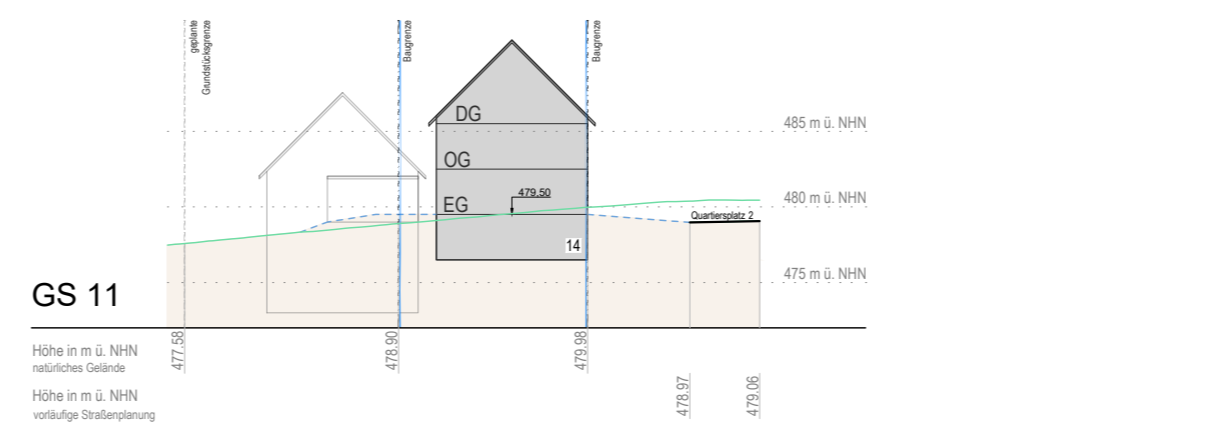 geplante
Grundstücksgrenze
Baugrenze
Baugrenze
DG
485 m ü. NHN
OG
479.50
480 m ü. NHN
EG
Quartiersplatz 2
14
475 m ü. NHN
GS 11
Höhe in m ü. NHN
natürliches Gelände
477.58
478.90
479.98
Höhe in m ü. NHN
vorläufige Straßenplanung
478.97
479.06